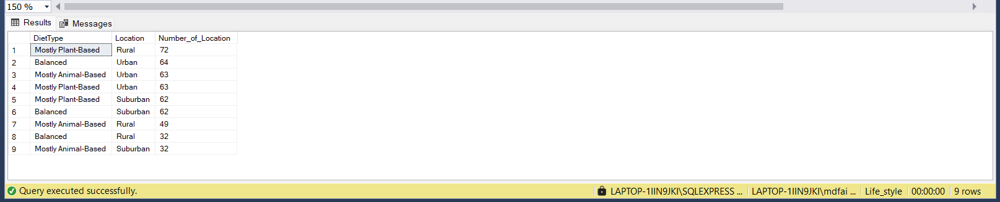 150 %
Results Messages
DietType Location Number_of_Location
1 Mostly Plant-Based Rural 72
2 Balanced Urban 64
3 Mostly Animal-Based Urban 63
4 Mostly Plant-Based Urban 63
5 Mostly Plant-Based Suburban 62
6 Balanced Suburban 62
7 Mostly Animal-Based Rural 49
8 Balanced Rural 32
9 Mostly Animal-Based Suburban 32
Query executed successfully. LAPTOP-1IIN9JKI\SQLEXPRESS ... LAPTOP-1IIN9JKI\mdfai ... Life_style 00:00:00 9 rows